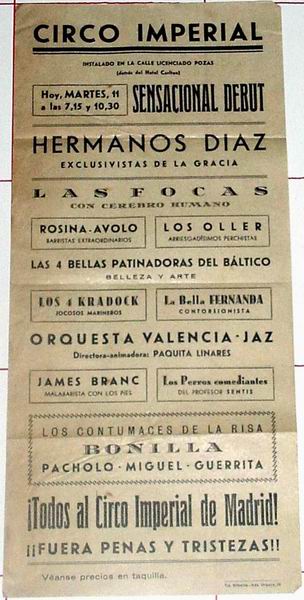 CIRCO IMPERIAL
INSTALADO EN LA CALLE LICENCIADO POZAS
(detrás del Hotel Carlton)
Hoy, MARTES, 11
a las 7,15 y 10,30
SENSACIONAL DEBUT
HERMANOS DIAZ
EXCLUSIVISTAS DE LA GRACIA
LAS FOCAS
CON CEREBRO HUMANO
ROSINA-AVOLO
BARRISTAS EXTRAORDINARIOS
LOS OLLER
ARRIESGADÍSIMOS PERCHISTAS
LAS 4 BELLAS PATINADORAS DEL BÁLTICO
BELLEZA Y ARTE
LOS 4 KRADOCK
JOCOSOS MARINEROS
La Bella FERNANDA
CONTORSIONISTA
ORQUESTA VALENCIA-JAZ
Directora-animadora: PAQUITA LINARES
JAMES BRANC
MALABARISTA CON LOS PIES
Los Perros comediantes
DEL PROFESOR SENTIS
LOS CONTUMACES DE LA RISA
BONILLA
PACHOLO - MIGUEL - GUERRITA
¡Todos al Circo Imperial de Madrid!
¡¡FUERA PENAS Y TRISTEZAS!!
Véanse precios en taquilla.